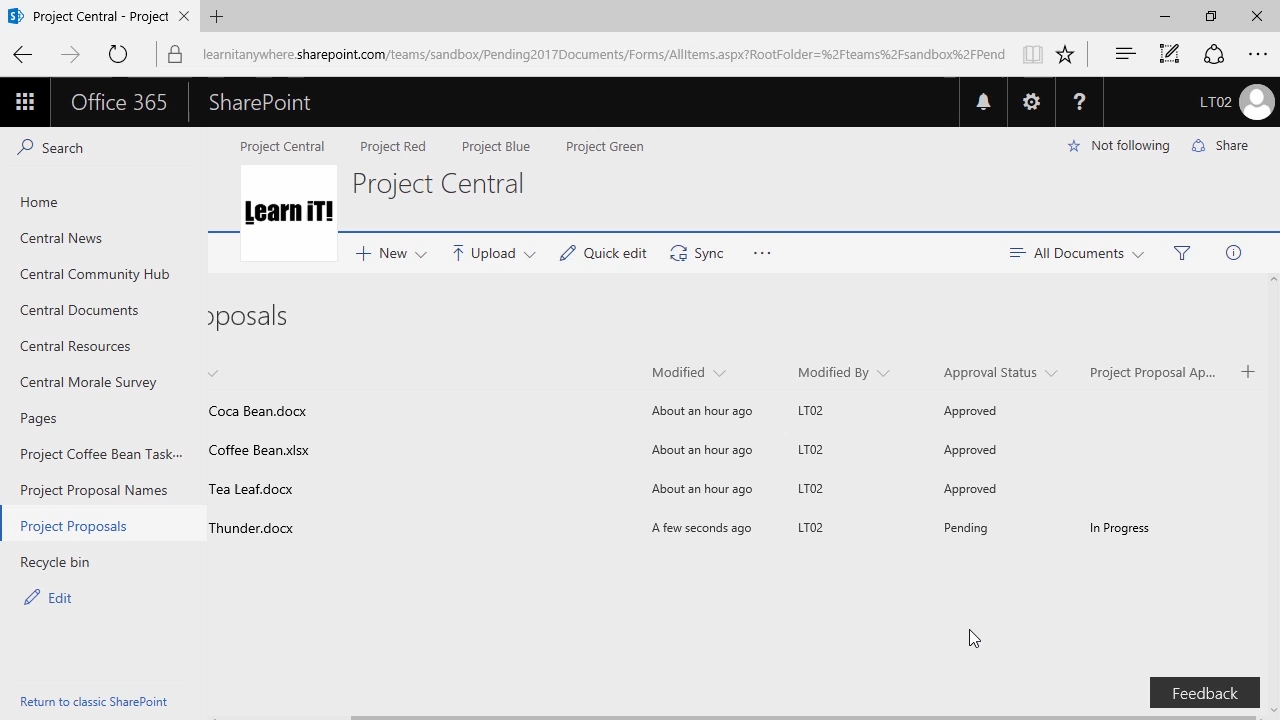 Project Central - Project
learnitanywhere.sharepoint.com/teams/sandbox/Pending2017Documents/Forms/AllItems.aspx?RootFolder=%2Fteams%2Fsandbox%2FPend
Office 365 SharePoint ? LT02
Search
Project Central Project Red Project Blue Project Green
Not following Share
Learn iT!
Project Central
Home
Central News
Central Community Hub
Central Documents
Central Resources
Central Morale Survey
Pages
Project Coffee Bean Task...
Project Proposal Names
Project Proposals
Recycle bin
Edit
Return to classic SharePoint
New Upload Quick edit Sync ... All Documents
oposals
Modified Modified By Approval Status Project Proposal Ap...
Coca Bean.docx About an hour ago LT02 Approved
Coffee Bean.xlsx About an hour ago LT02 Approved
Tea Leaf.docx About an hour ago LT02 Approved
Thunder.docx A few seconds ago LT02 Pending In Progress
Feedback